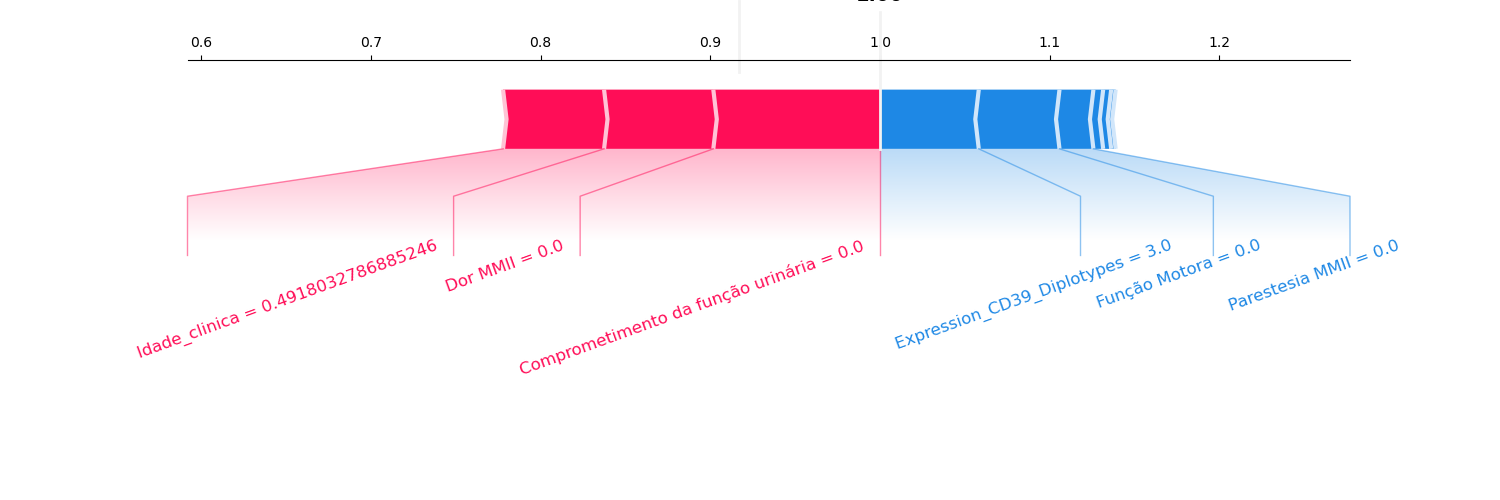 0.6 0.7 0.8 0.9 1.0 1.1 1.2
Idade_clinica = 0.4918032786885246
Dor MMII = 0.0
Comprometimento da função urinária = 0.0
Expression_CD39_Diplotypes = 3.0
Função Motora = 0.0
Parestesia MMII = 0.0